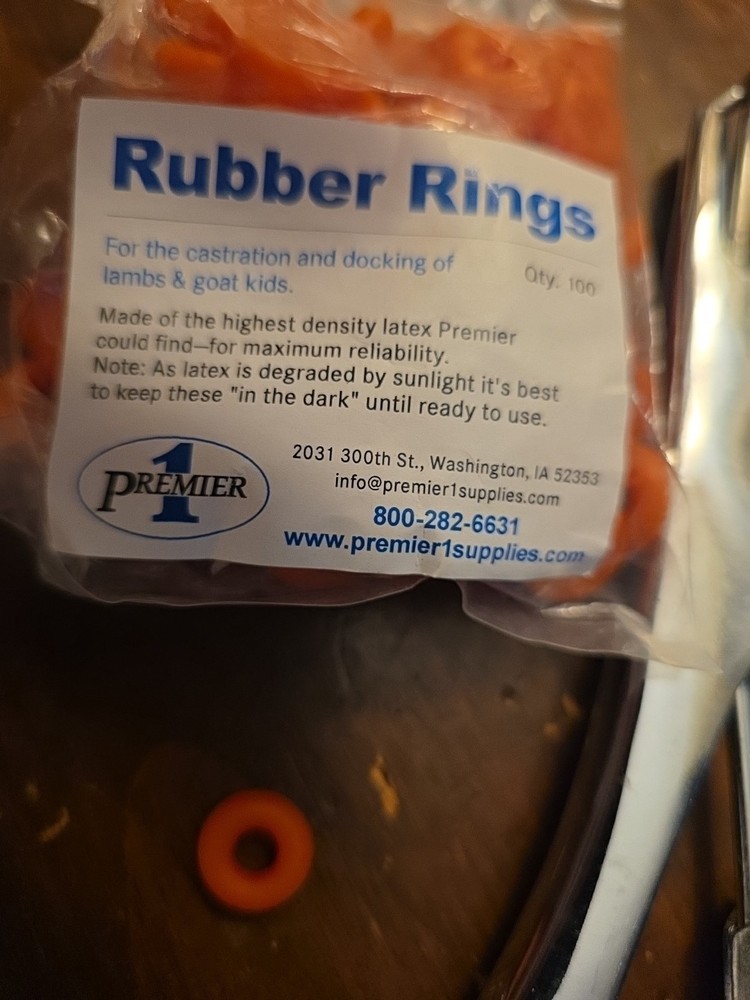 Rubber Rings
For the castration and docking of
lambs & goat kids.
Qty. 100
Made of the highest density latex Premier
could find—for maximum reliability.
Note: As latex is degraded by sunlight it's best
to keep these "in the dark" until ready to use.
PREMIER 1
2031 300th St., Washington, IA 52353
info@premier1supplies.com
800-282-6631
www.premier1supplies.com